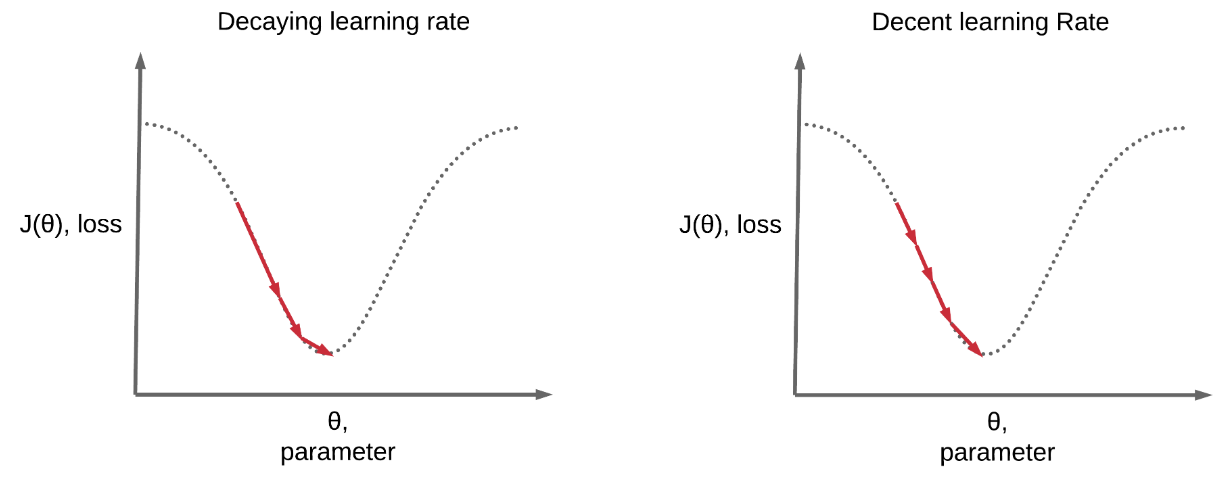 Decaying learning rate
J(θ), loss
θ,
parameter
Decent learning Rate
J(θ), loss
θ,
parameter